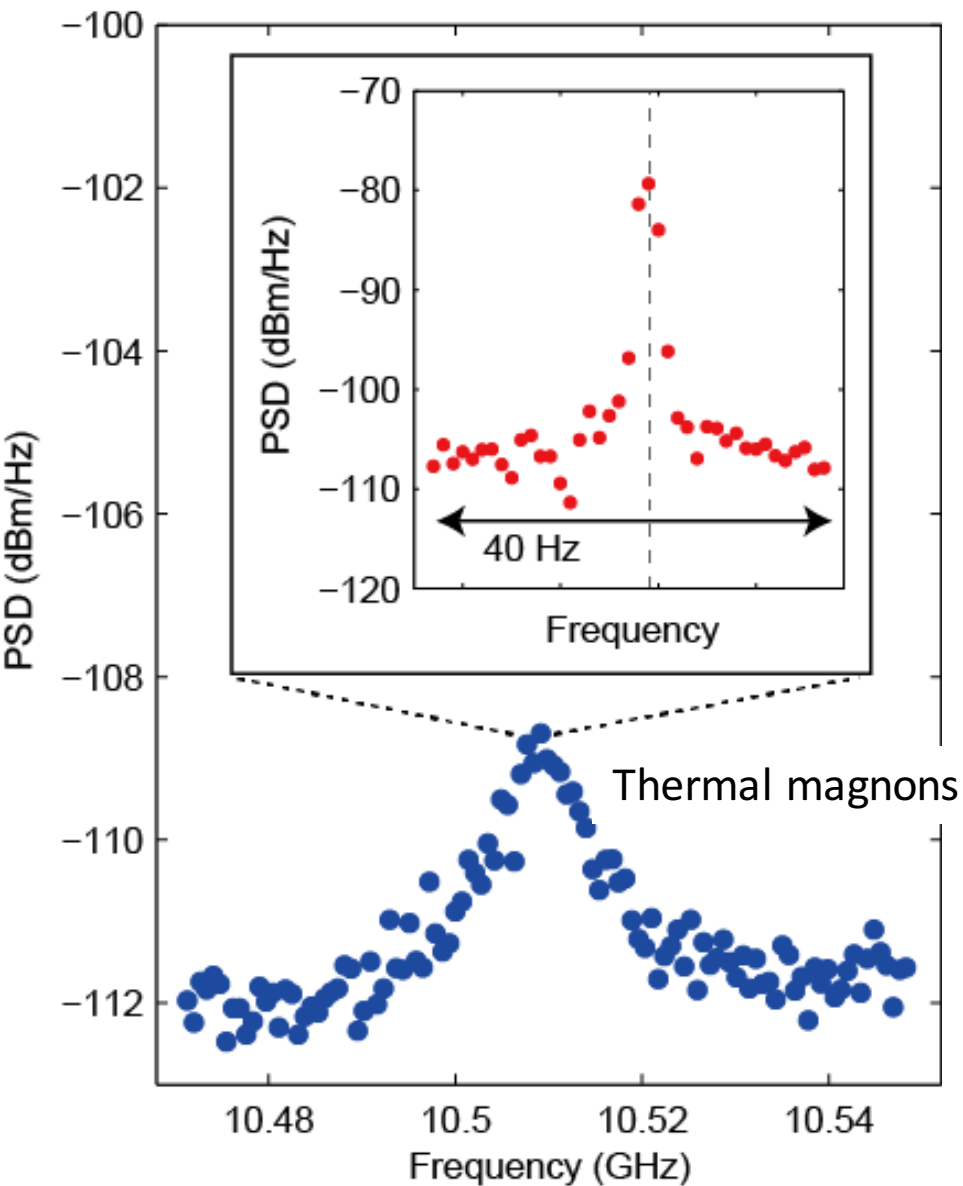 −100
−102
−104
−106
−108
−110
−112
PSD (dBm/Hz)
10.48
10.5
10.52
10.54
Frequency (GHz)
−70
−80
−90
−100
−110
−120
PSD (dBm/Hz)
40 Hz
Frequency
Thermal magnons